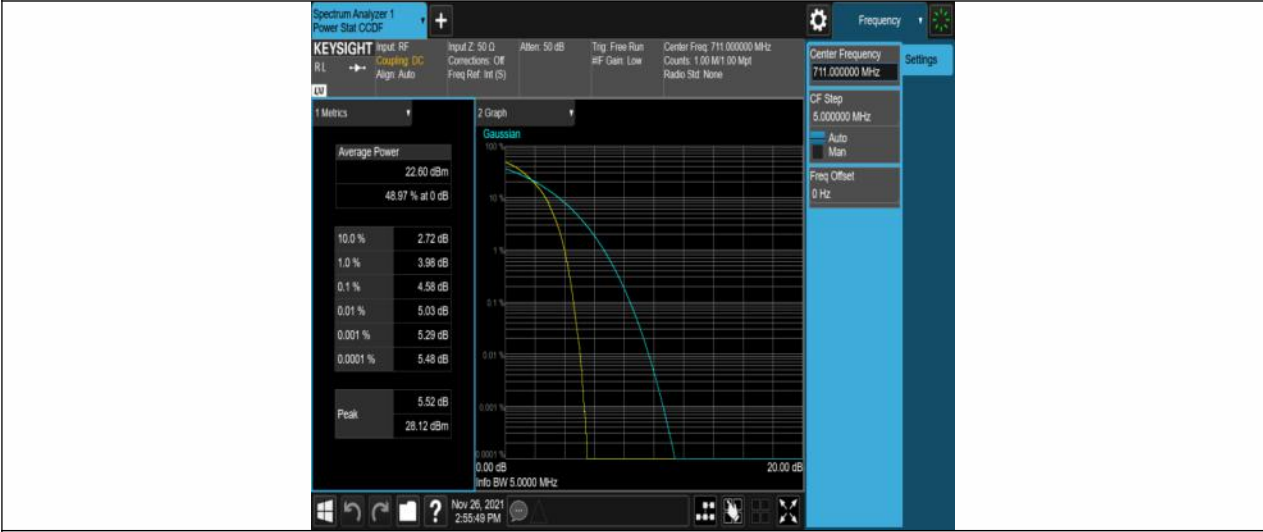 Spectrum Analyzer 1
Power Stat CCDF
+
Frequency
KEYSIGHT
RL
Input: RF
Coupling: DC
Align: Auto
Input Z: 50 Ω
Corrections: Off
Freq Ref: Int (S)
Atten: 50 dB
Trig: Free Run
#IF Gain: Low
Center Freq: 711.000000 MHz
Counts: 1.00 M/1.00 Mpt
Radio Std: None
LXI
1 Metrics
Average Power
22.60 dBm
48.97 % at 0 dB
10.0 % 2.72 dB
1.0 % 3.98 dB
0.1 % 4.58 dB
0.01 % 5.03 dB
0.001 % 5.29 dB
0.0001 % 5.48 dB
Peak
5.52 dB
28.12 dBm
2 Graph
Gaussian
100 %
10 %
1 %
0.1 %
0.01 %
0.001 %
0.0001 %
0.00 dB
20.00 dB
Info BW 5.0000 MHz
Center Frequency
711.000000 MHz
Settings
CF Step
5.000000 MHz
Auto
Man
Freq Offset
0 Hz
?
Nov 26, 2021
2:55:49 PM